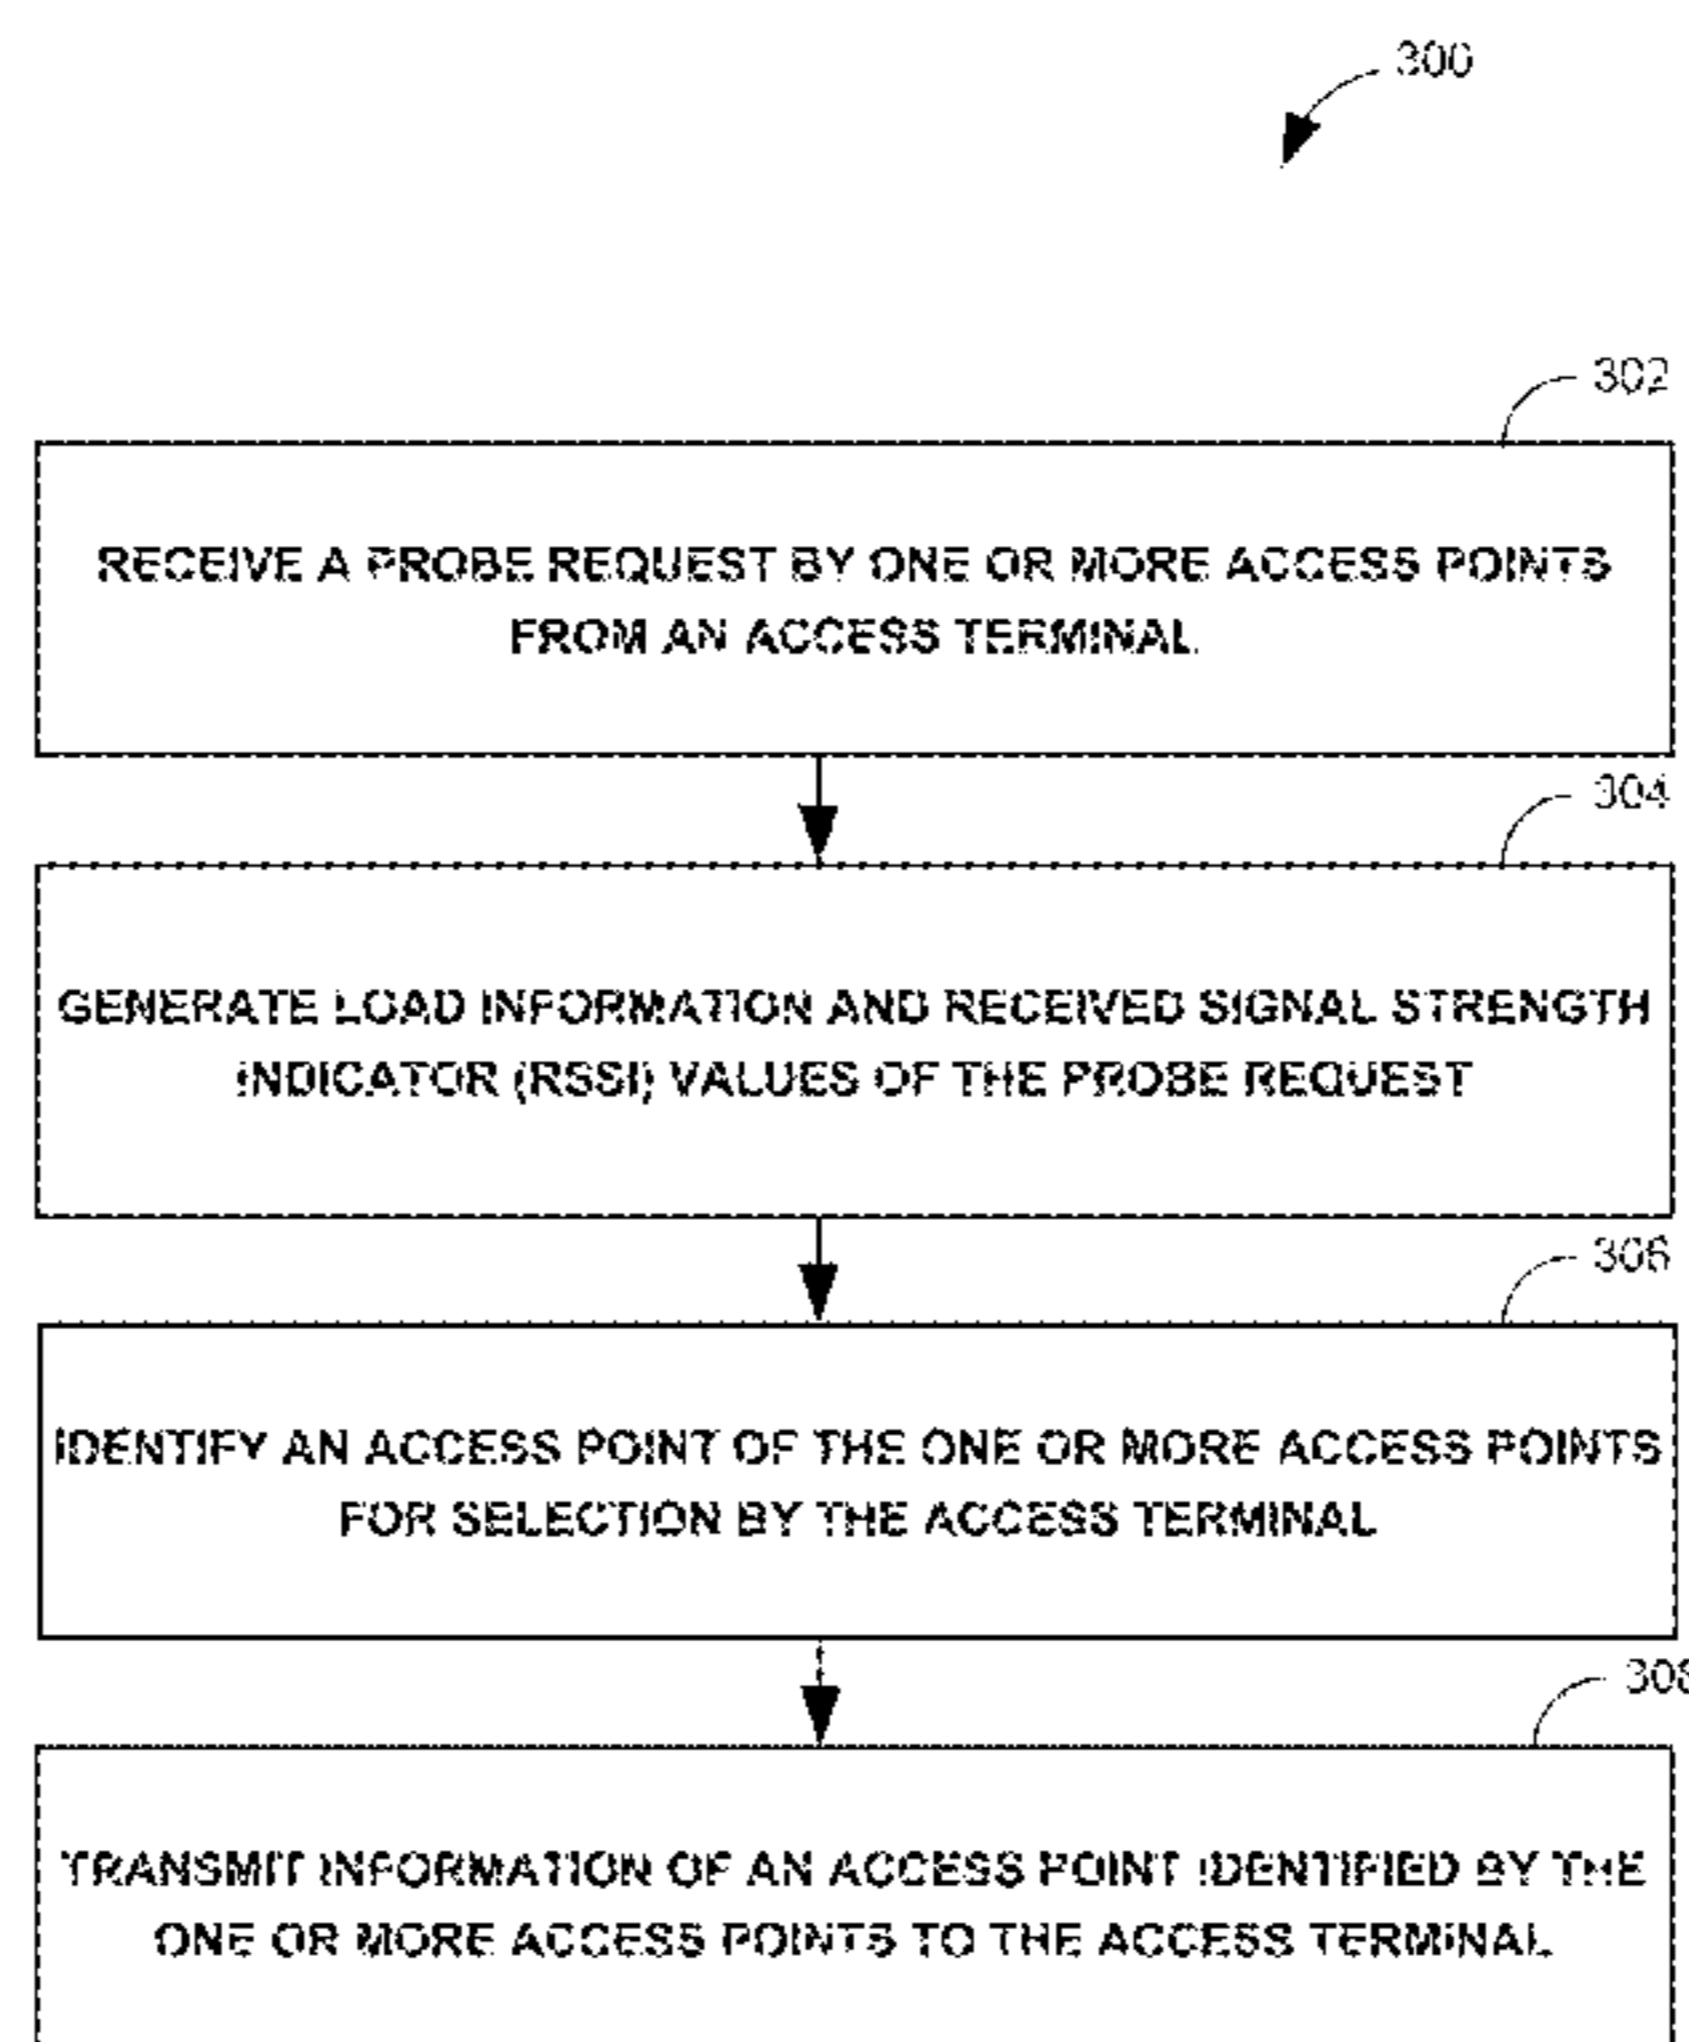 300
302
RECEIVE A PROBE REQUEST BY ONE OR MORE ACCESS POINTS
FROM AN ACCESS TERMINAL
304
GENERATE LOAD INFORMATION AND RECEIVED SIGNAL STRENGTH
INDICATOR (RSSI) VALUES OF THE PROBE REQUEST
306
IDENTIFY AN ACCESS POINT OF THE ONE OR MORE ACCESS POINTS
FOR SELECTION BY THE ACCESS TERMINAL
308
TRANSMIT INFORMATION OF AN ACCESS POINT IDENTIFIED BY THE
ONE OR MORE ACCESS POINTS TO THE ACCESS TERMINAL